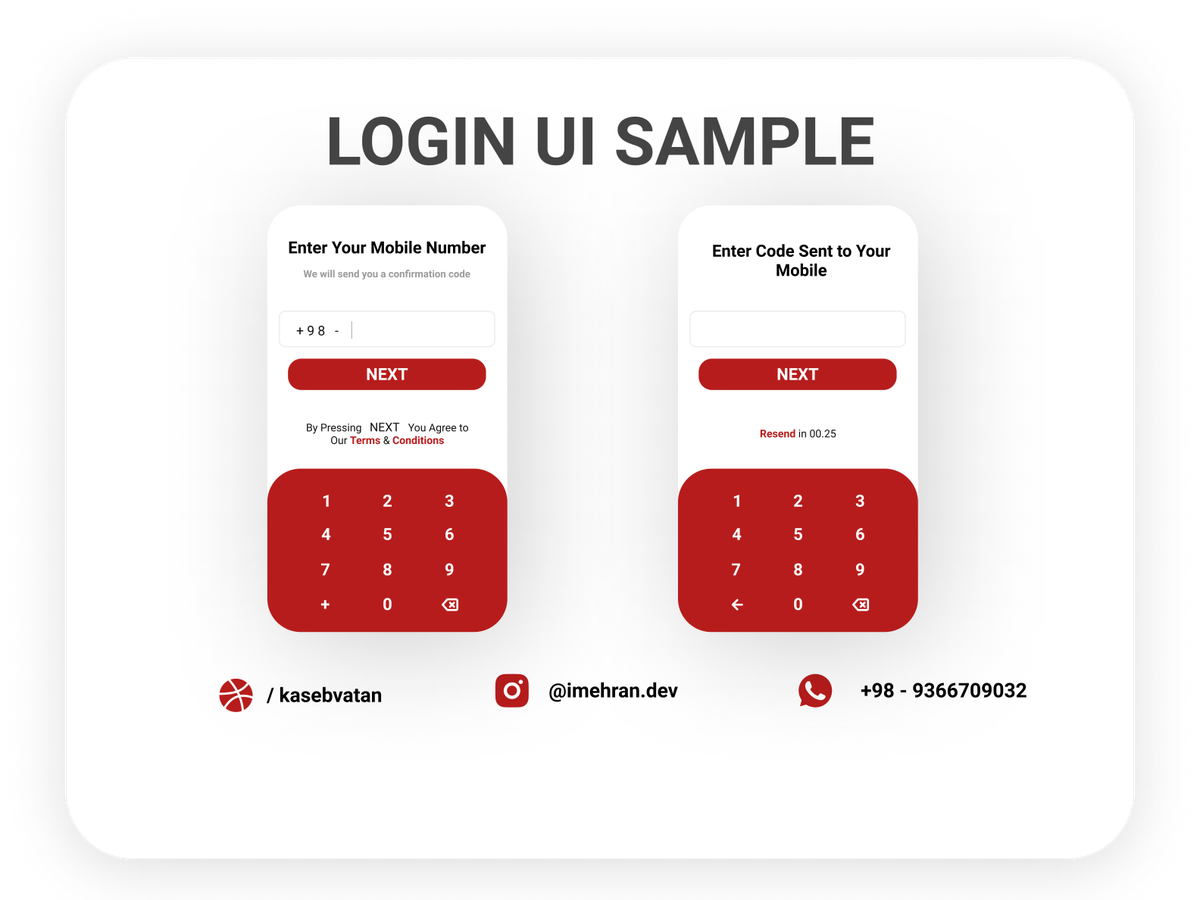 LOGIN UI SAMPLE
Enter Your Mobile Number
We will send you a confirmation code
+98 -
NEXT
By Pressing NEXT You Agree to
Our Terms & Conditions
1 2 3
4 5 6
7 8 9
+ 0
Enter Code Sent to Your
Mobile
NEXT
Resend in 00.25
1 2 3
4 5 6
7 8 9
← 0
/ kasebvatan
@imehran.dev
+98 - 9366709032